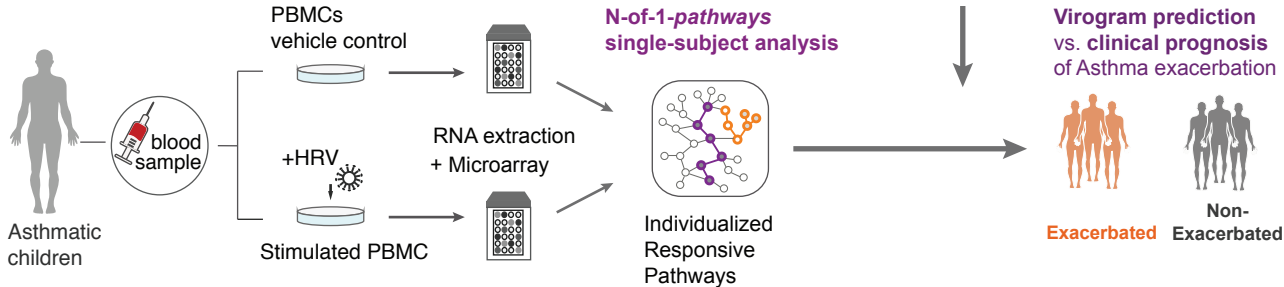 Asthmatic
children
blood
sample
PBMCs
vehicle control
+HRV
Stimulated PBMC
RNA extraction
+ Microarray
N-of-1-pathways
single-subject analysis
Individualized
Responsive
Pathways
Virogram prediction
vs. clinical prognosis
of Asthma exacerbation
Exacerbated
Non-
Exacerbated